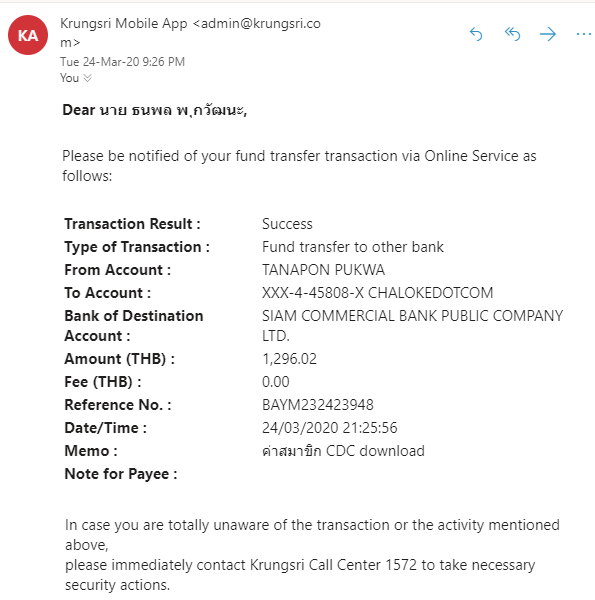 KA
Krungsri Mobile App <admin@krungsri.co
m>
Tue 24-Mar-20 9:26 PM
You
Dear นาย ธนพล พ ุกวัฒนะ,
Please be notified of your fund transfer transaction via Online Service as
follows:
Transaction Result : Success
Type of Transaction : Fund transfer to other bank
From Account : TANAPON PUKWA
To Account : XXX-4-45808-X CHALOKEDOTCOM
Bank of Destination SIAM COMMERCIAL BANK PUBLIC COMPANY
Account : LTD.
Amount (THB) : 1,296.02
Fee (THB) : 0.00
Reference No. : BAYM232423948
Date/Time : 24/03/2020 21:25:56
Memo : ค่าสมาชิก CDC download
Note for Payee :
In case you are totally unaware of the transaction or the activity mentioned
above,
please immediately contact Krungsri Call Center 1572 to take necessary
security actions.